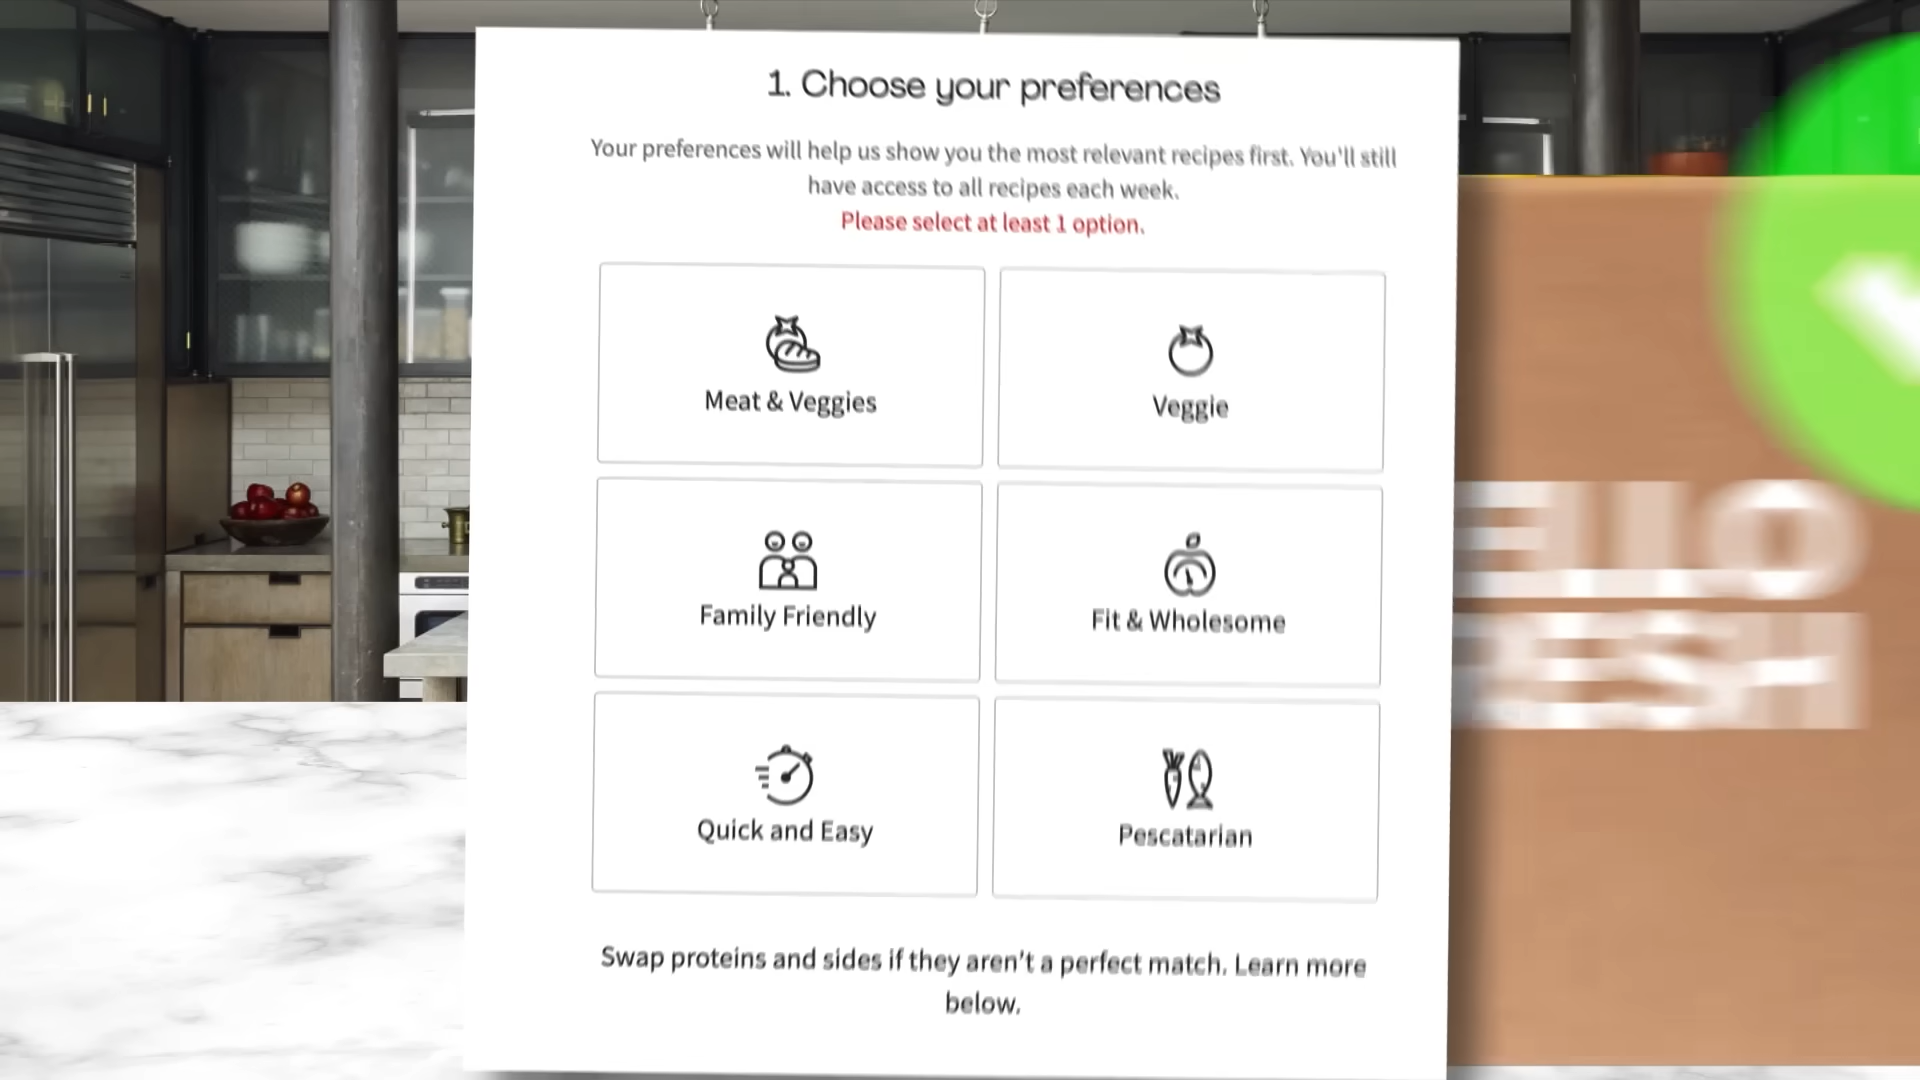 1. Choose your preferences
Your preferences will help us show you the most relevant recipes first. You'll still
have access to all recipes each week.
Please select at least 1 option.
Meat & Veggies
Veggie
Family Friendly
Fit & Wholesome
Quick and Easy
Pescatarian
Swap proteins and sides if they aren't a perfect match. Learn more
below.
ELLO
RESH